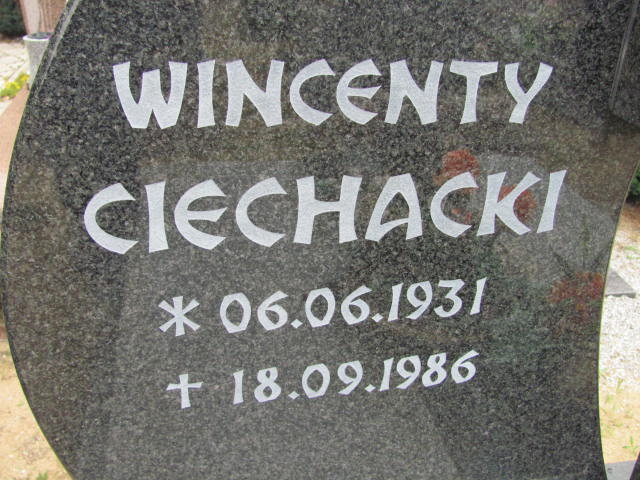 WINCENTY
CIECHACKI
* 06.06.1931
✝ 18.09.1986